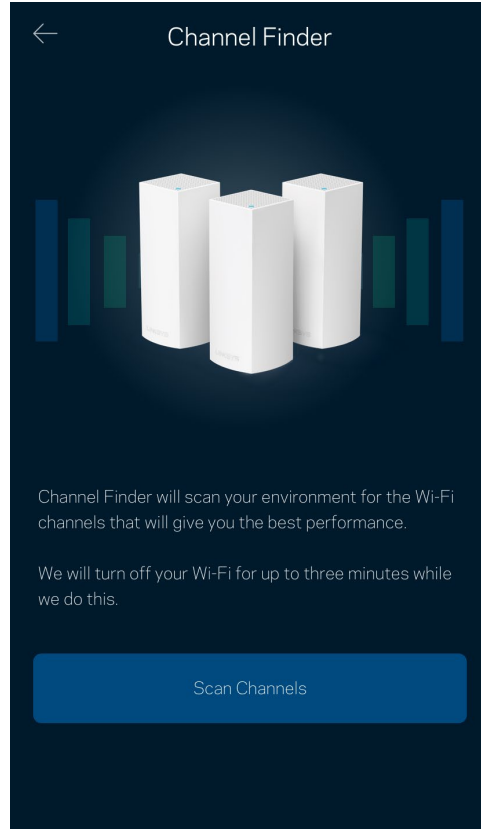 Channel Finder
Channel Finder will scan your environment for the Wi-Fi
channels that will give you the best performance.
We will turn off your Wi-Fi for up to three minutes while
we do this.
Scan Channels